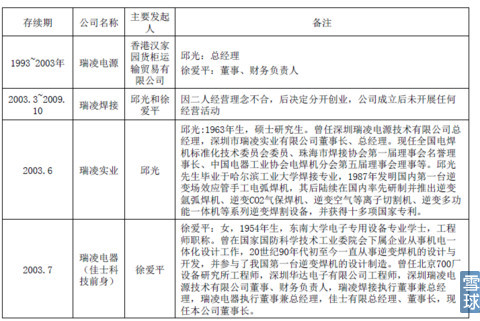 存续期 公司名称 主要发起人 备注
1993~2003年 瑞凌电源 香港汉家园货柜运输贸易有限公司 邱光：总经理
徐爱平：董事、财务负责人
2003.3~2009.10 瑞凌焊接 邱光和徐爱平 因二人经营理念不合，后决定分开创业，公司成立后未开展任何
经营活动
2003.6 瑞凌实业 邱光 邱光:1963年生，硕士研究生。曾任深圳瑞凌电源技术有限公司总
经理，深圳市瑞凌实业有限公司董事长、总经理。现任全国电焊
机标准化技术委员会委员、珠海市焊接协会第一届理事会名誉理
事长、中国电器工业协会电焊机分会第五届理事会理事等。邱光
先生毕业于哈尔滨工业大学焊接专业，1987年发明国内第一台逆
变场效应管手工电弧焊机，其后陆续在国内率先研制并推出逆变
氩弧焊机、逆变CO2气保焊机、逆变空气等离子切割机、逆变多功
能一体机等系列逆变焊割设备，并获得十多项国家专利。
2003.7 瑞凌电器（佳士科技前身） 徐爱平 徐爱平：女，1954年生，东南大学电子专用设备专业学士，工程
师职称。曾在国家国防科学技术工业委员会下属企业从事机电一
体化设计工作，20世纪90年代初至今一直从事逆变焊机的设计与
开发，并参与了我国第一台逆变焊机的设计制造。曾任北京700厂
设备研究所工程师，深圳华达电子有限公司工程师，深圳瑞凌电
源技术有限公司董事、财务负责人，瑞凌焊接执行董事兼总经
理，瑞凌电器执行董事兼总经理，佳士有限总经理、董事长，现
任本公司董事长。
雪球